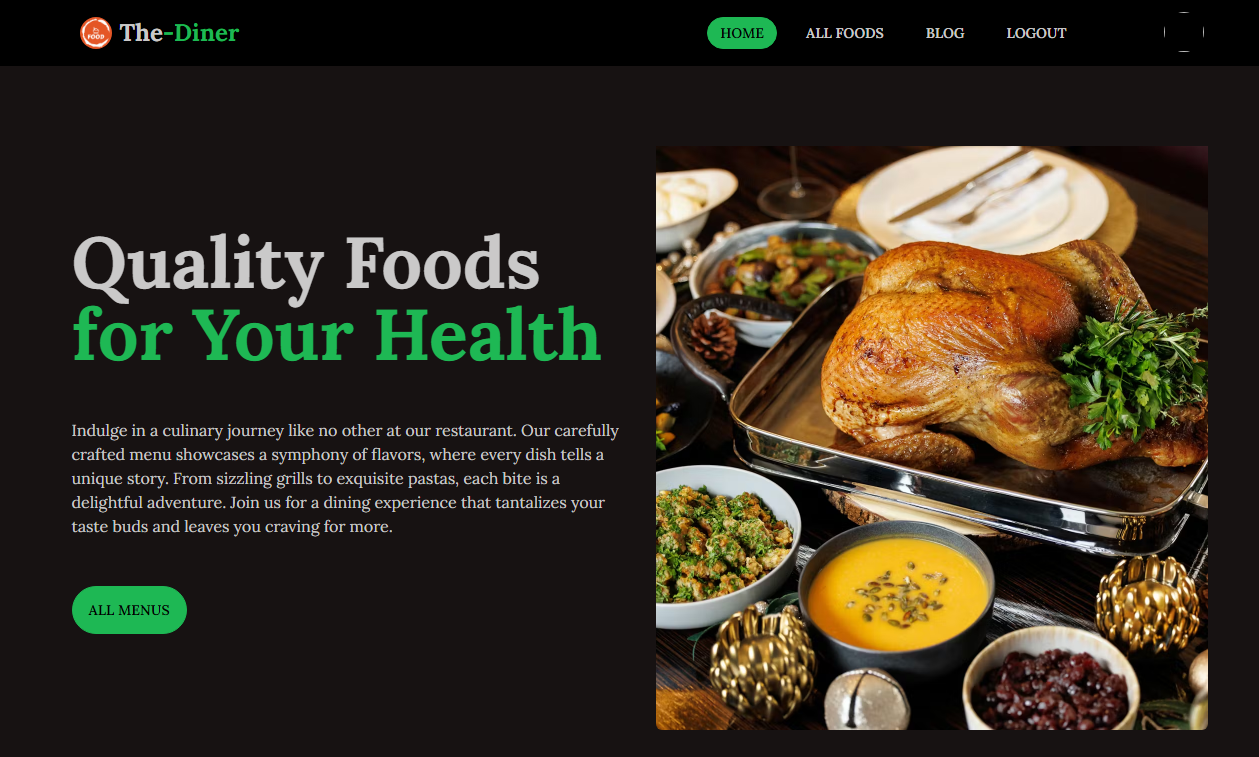 FOOD
The-Diner
HOME
ALL FOODS
BLOG
LOGOUT
Quality Foods
for Your Health
Indulge in a culinary journey like no other at our restaurant. Our carefully
crafted menu showcases a symphony of flavors, where every dish tells a
unique story. From sizzling grills to exquisite pastas, each bite is a
delightful adventure. Join us for a dining experience that tantalizes your
taste buds and leaves you craving for more.
ALL MENUS